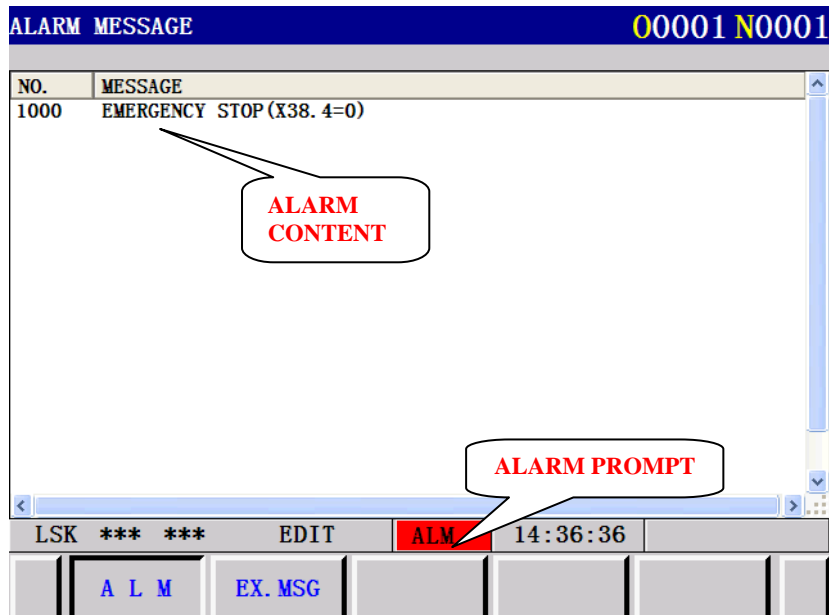 ALARM MESSAGE O0001 N0001
NO. MESSAGE
1000 EMERGENCY STOP(X38.4=0)
ALARM
CONTENT
ALARM PROMPT
LSK *** *** EDIT ALM 14:36:36
A L M EX.MSG